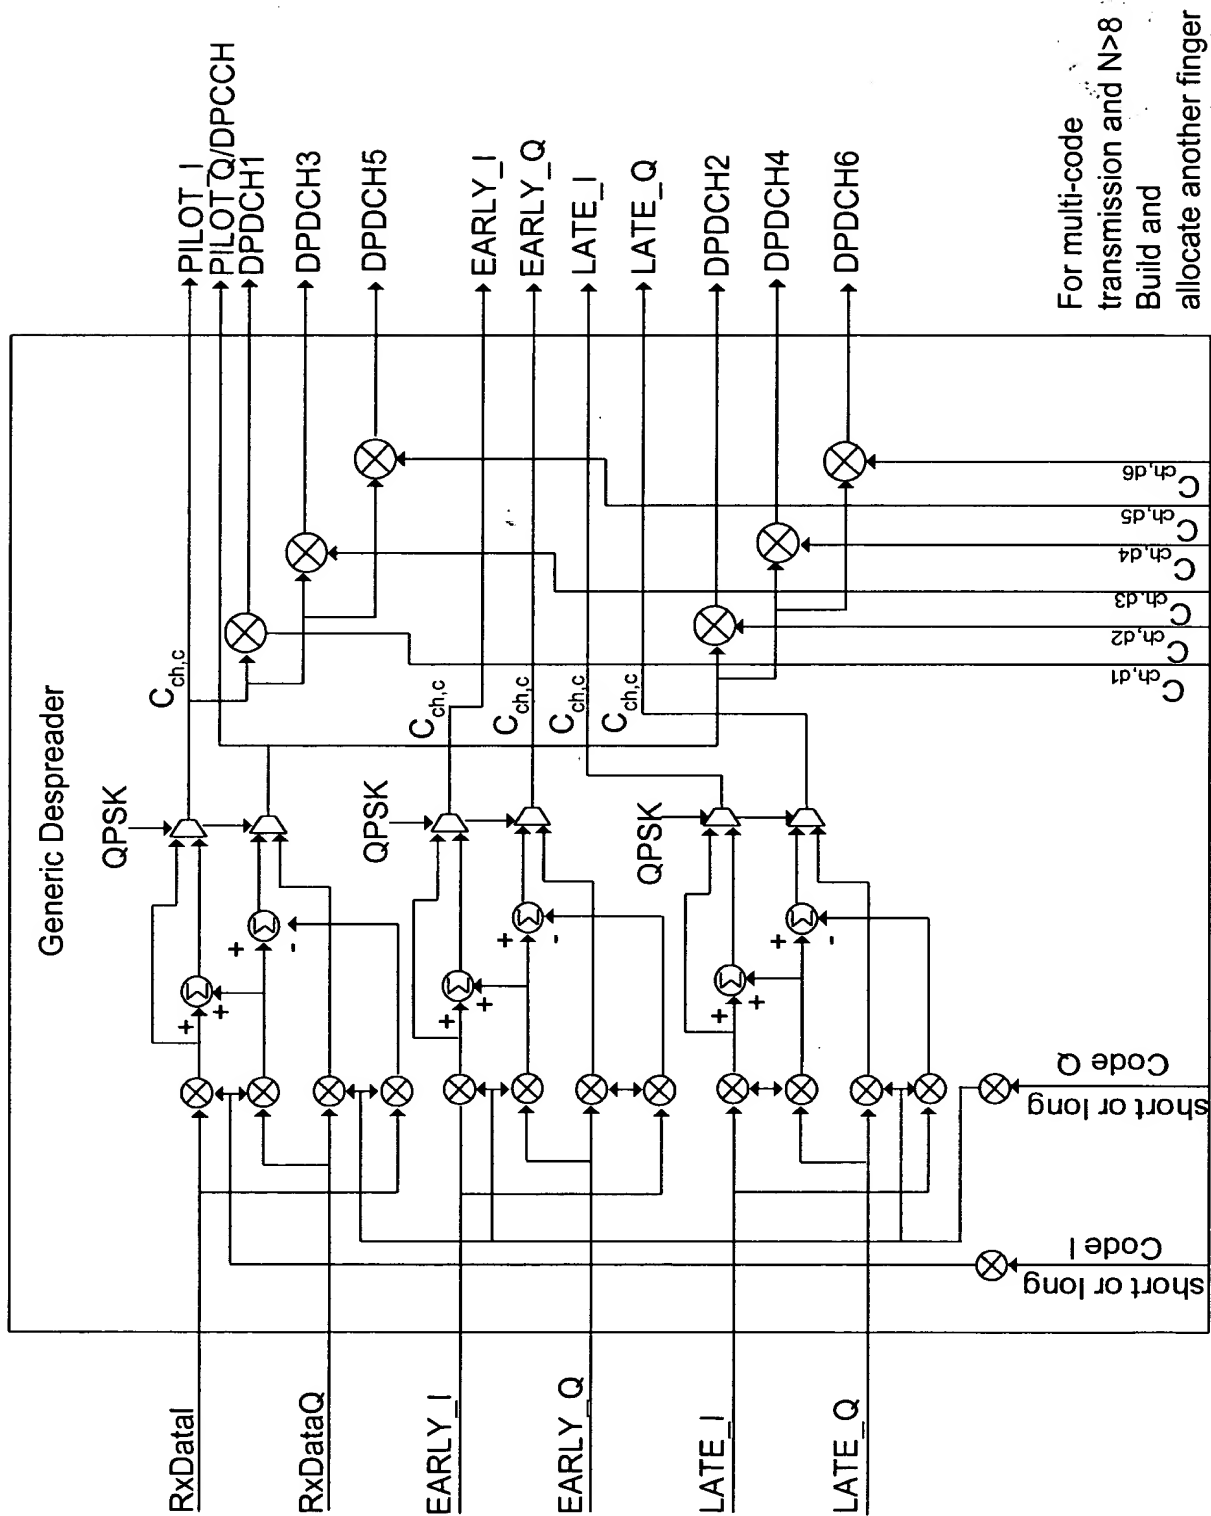 Generic Despreader
RxDataI
RxDataQ
EARLY_I
EARLY_Q
LATE_I
LATE_Q
QPSK
QPSK
QPSK
+
+
+
-
+
+
+
-
+
+
+
-
short or long
Code I
short or long
Code Q
C ch,c
C ch,c
C ch,c
C ch,c
C ch,c
C ch,d1
C ch,d2
C ch,d3
C ch,d4
C ch,d5
C ch,d6
PILOT_I
PILOT Q/DPCCH
DPDCH1
DPDCH3
DPDCH5
EARLY_I
EARLY_Q
LATE_I
LATE_Q
DPDCH2
DPDCH4
DPDCH6
For multi-code
transmission and N>8
Build and
allocate another finger